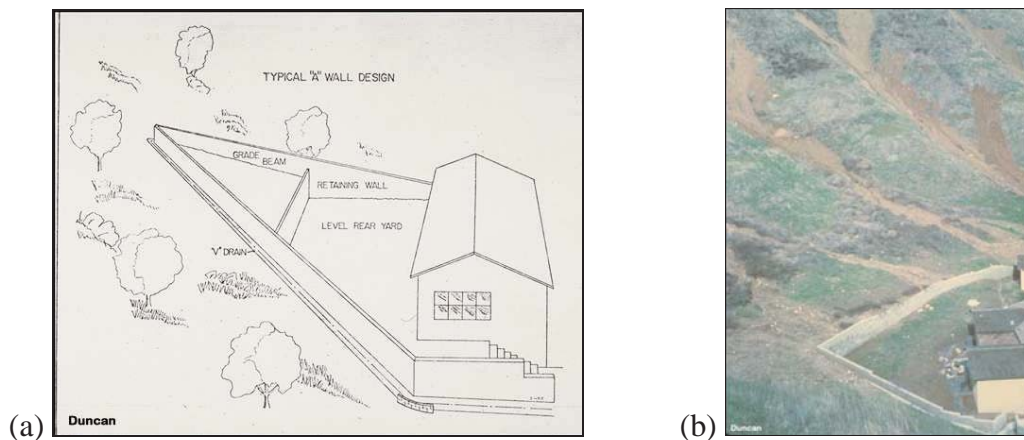 TYPICAL "A" WALL DESIGN
GRADE
BEAM
RETAINING WALL
LEVEL REAR YARD
"V" DRAIN
Duncan
(a)
Duncan
(b)